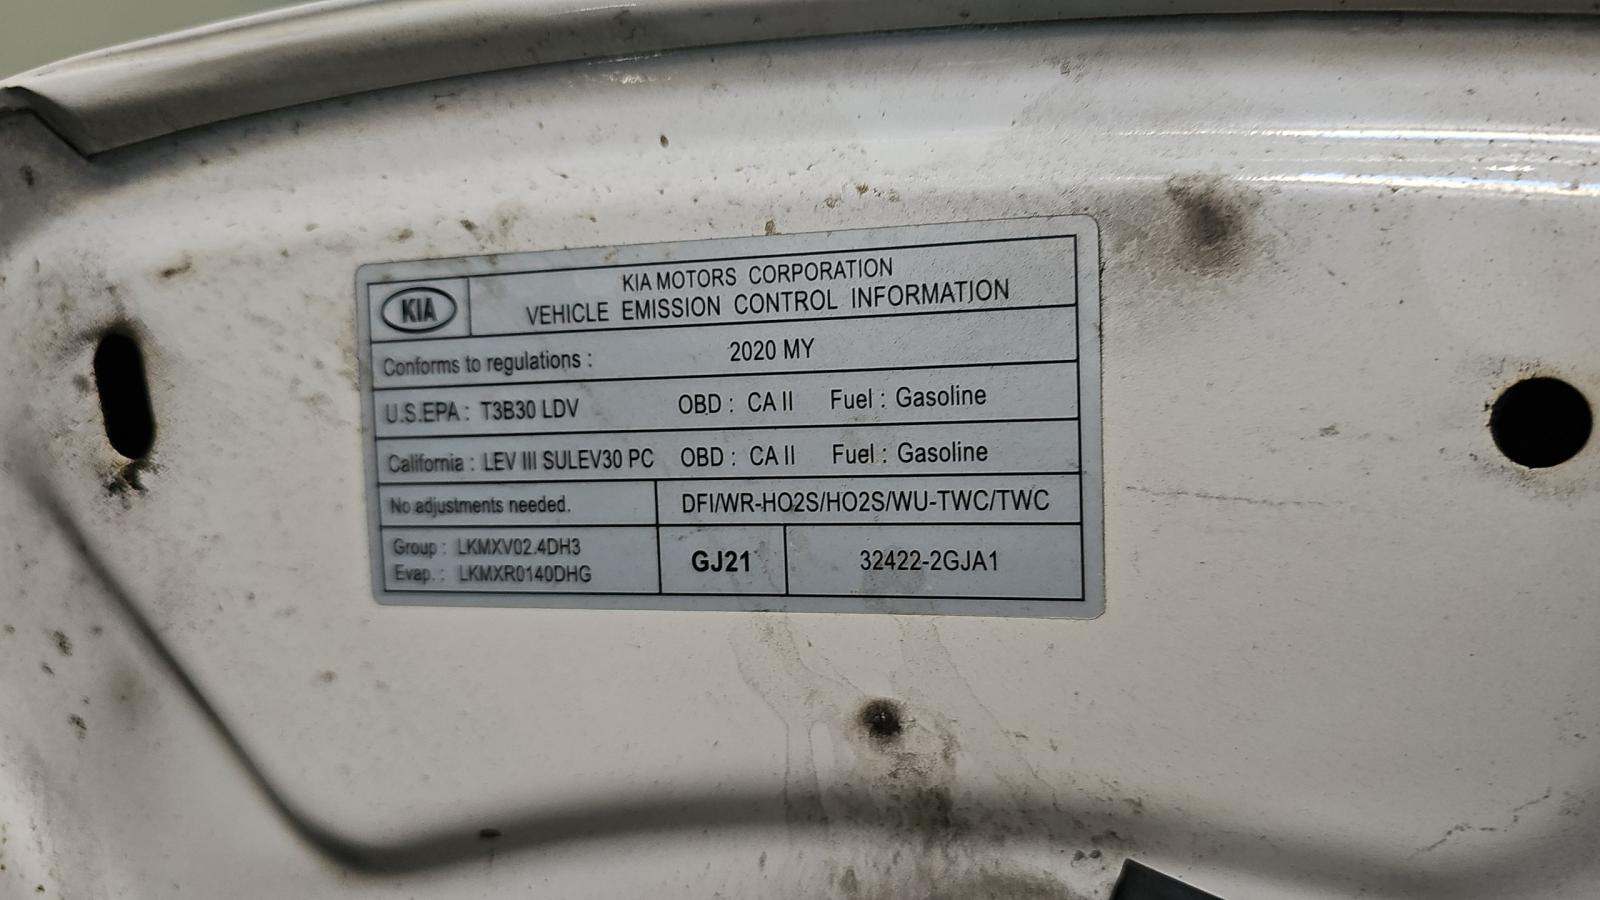 KIA
KIA MOTORS CORPORATION
VEHICLE EMISSION CONTROL INFORMATION
Conforms to regulations : 2020 MY
U.S.EPA : T3B30 LDV OBD : CA II Fuel : Gasoline
California : LEV III SULEV30 PC OBD : CA II Fuel : Gasoline
No adjustments needed. DFI/WR-HO2S/HO2S/WU-TWC/TWC
Group : LKMXV02.4DH3
Evap. : LKMXR0140DHG
GJ21
32422-2GJA1